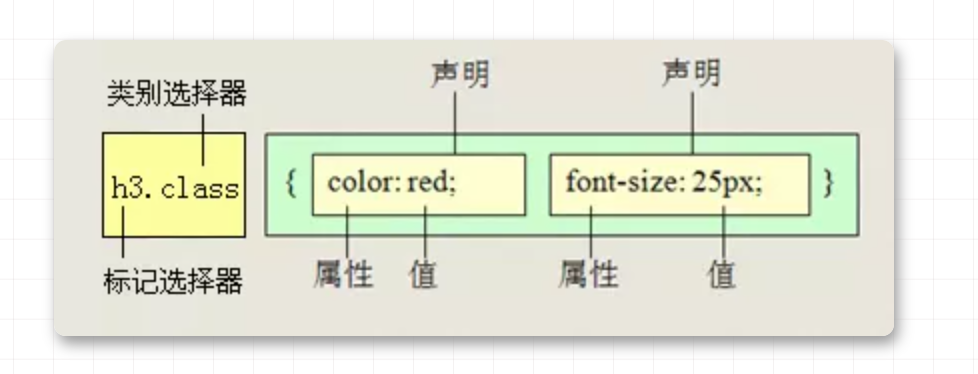 声明 声明
类别选择器
h3.class { color: red; font-size: 25px; }
属性 值 属性 值
标记选择器